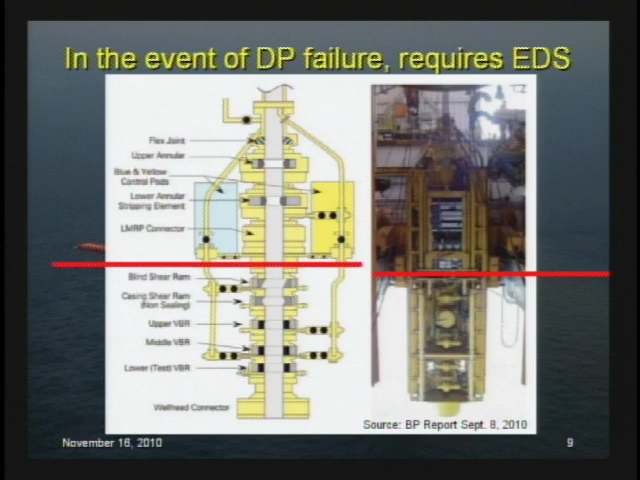 In the event of DP failure, requires EDS
Flex Joint
Upper Annular
Blue & Yellow
Control Pods
Lower Annular
Stripping Element
LMRP Connector
Blind Shear Ram
Casing Shear Ram
(Non Sealing)
Upper VBR
Middle VBR
Lower (Test) VBR
Wellhead Connector
Source: BP Report Sept. 8, 2010
November 16, 2010
9